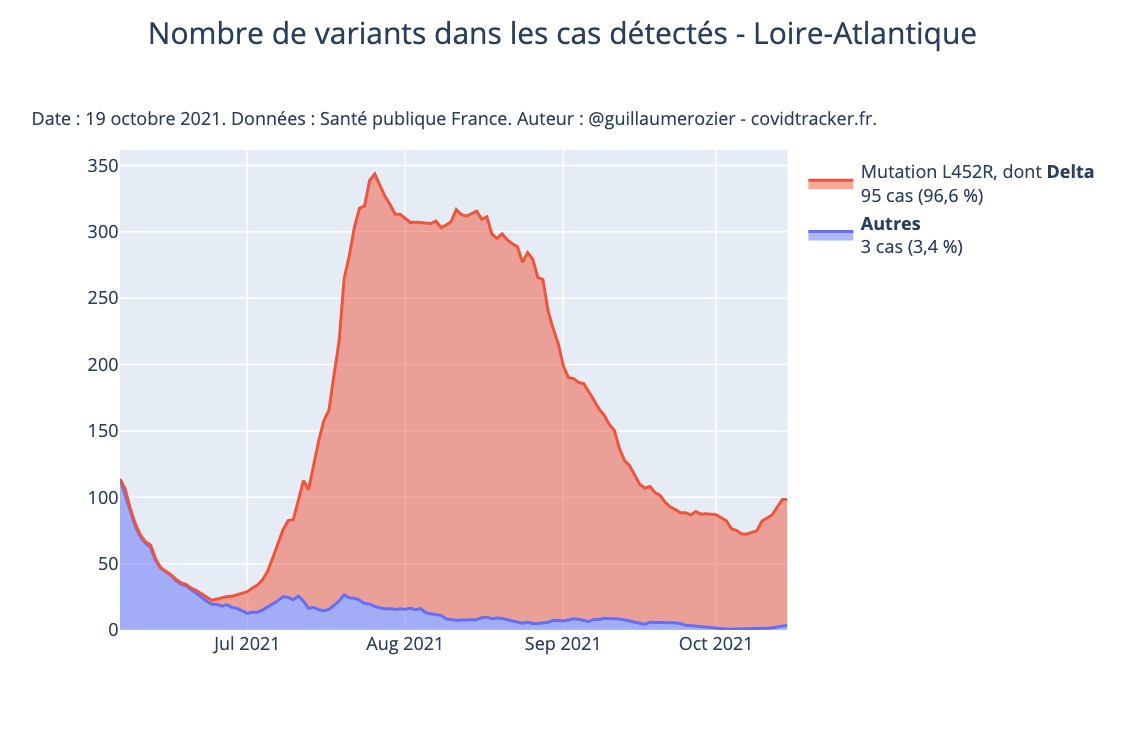 Nombre de variants dans les cas détectés - Loire-Atlantique
Date : 19 octobre 2021. Données : Santé publique France. Auteur : @guillaumerozier - covidtracker.fr.
Mutation L452R, dont Delta
95 cas (96,6 %)
Autres
3 cas (3,4 %)
350
300
250
200
150
100
50
0
Jul 2021
Aug 2021
Sep 2021
Oct 2021